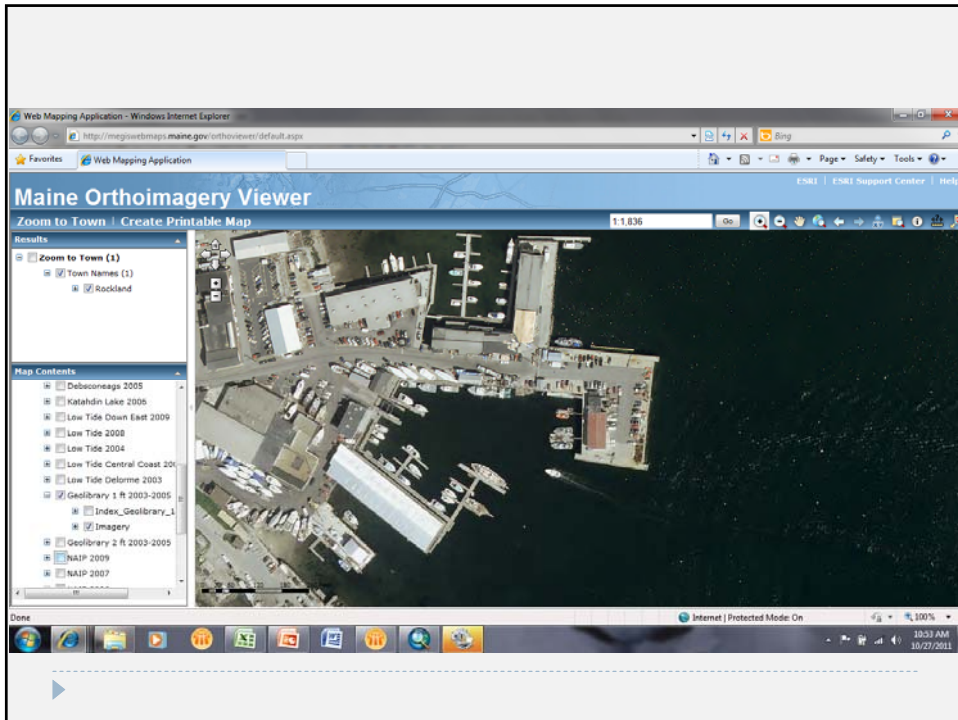 Web Mapping Application - Windows Internet Explorer
http://megiswebmaps.maine.gov/orthoviewer/default.aspx
Bing
Favorites
Web Mapping Application
Page
Safety
Tools
ESRI | ESRI Support Center | Help
Maine Orthoimagery Viewer
Zoom to Town | Create Printable Map
1:1,836
Go
Results
Zoom to Town (1)
Town Names (1)
Rockland
Map Contents
Debsconeags 2005
Katahdin Lake 2006
Low Tide Down East 2009
Low Tide 2008
Low Tide 2004
Low Tide Central Coast 200
Low Tide Delorme 2003
Geolibrary 1 ft 2003-2005
Index_Geolibrary_1
Imagery
Geolibrary 2 ft 2003-2005
NAIP 2009
NAIP 2007
Done
Internet | Protected Mode: On
100%
10:53 AM
10/27/2011